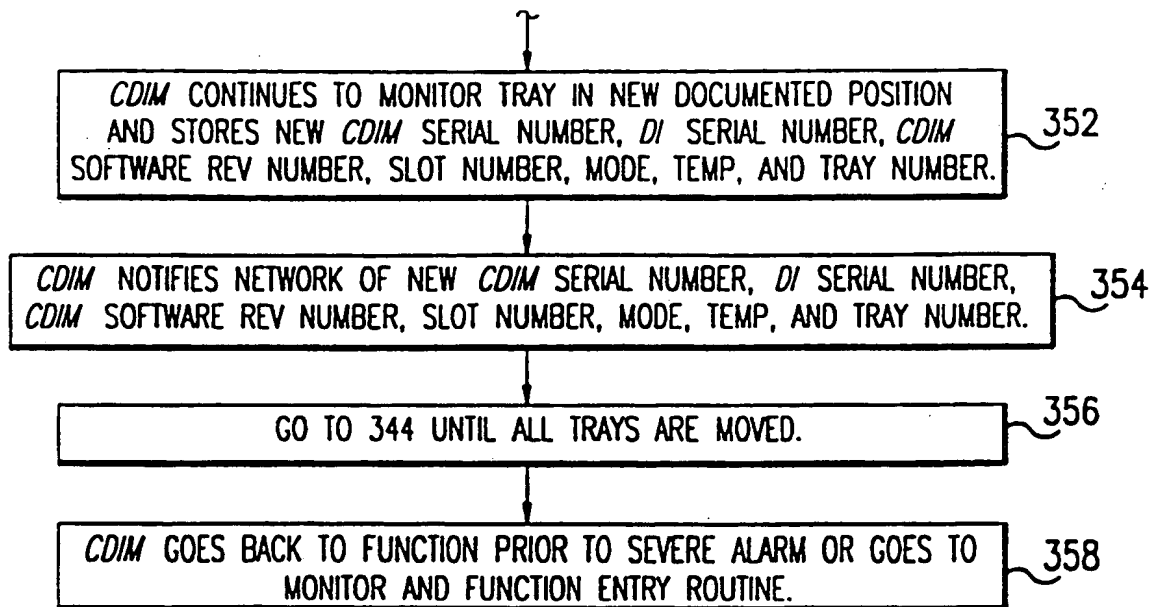 CDIM CONTINUES TO MONITOR TRAY IN NEW DOCUMENTED POSITION
AND STORES NEW CDIM SERIAL NUMBER, DI SERIAL NUMBER, CDIM
SOFTWARE REV NUMBER, SLOT NUMBER, MODE, TEMP, AND TRAY NUMBER.
352
CDIM NOTIFIES NETWORK OF NEW CDIM SERIAL NUMBER, DI SERIAL NUMBER,
CDIM SOFTWARE REV NUMBER, SLOT NUMBER, MODE, TEMP, AND TRAY NUMBER.
354
GO TO 344 UNTIL ALL TRAYS ARE MOVED.
356
CDIM GOES BACK TO FUNCTION PRIOR TO SEVERE ALARM OR GOES TO
MONITOR AND FUNCTION ENTRY ROUTINE.
358